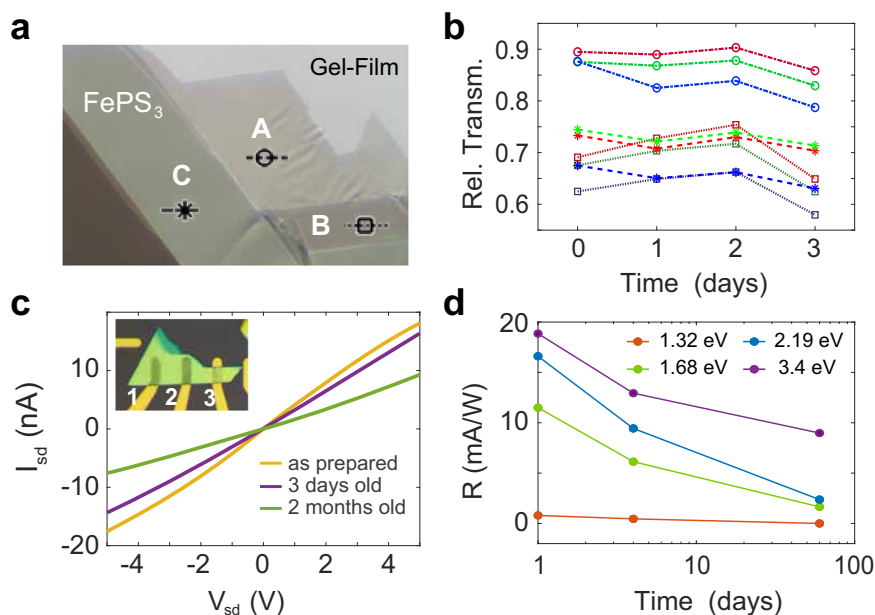 a
Gel-Film
FePS3
A
C
B
b
Rel. Transm.
0.9
0.8
0.7
0.6
0 1 2 3
Time (days)
c
Isd (nA)
10
0
-10
-20
1 2 3
as prepared
3 days old
2 months old
-4 -2 0 2 4
Vsd (V)
d
R (mA/W)
20
10
0
1.32 eV 2.19 eV
1.68 eV 3.4 eV
1 10 100
Time (days)